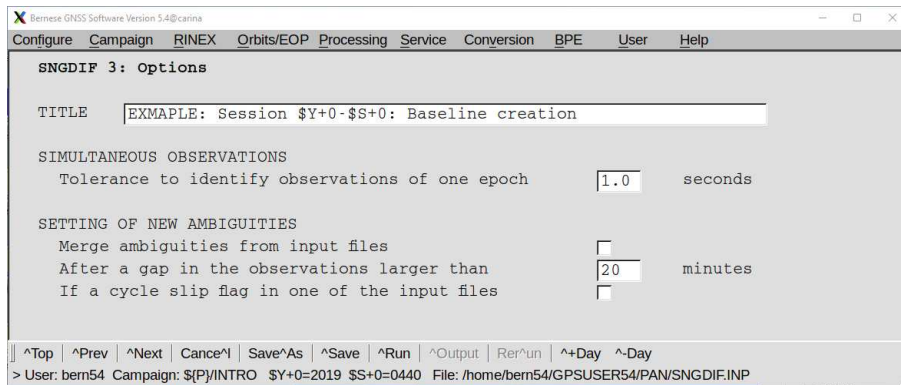 Bernese GNSS Software Version 5.4@carina
Configure Campaign RINEX Orbits/EOP Processing Service Conversion BPE User Help
SNGDIF 3: Options
TITLE EXMAPLE: Session $Y+0-$S+0: Baseline creation
SIMULTANEOUS OBSERVATIONS
Tolerance to identify observations of one epoch 1.0 seconds
SETTING OF NEW AMBIGUITIES
Merge ambiguities from input files
After a gap in the observations larger than 20 minutes
If a cycle slip flag in one of the input files
^Top | ^Prev | ^Next | Cance^l | Save^As | ^Save | ^Run | ^Output | Rer^un | ^+Day ^-Day
> User: bern54 Campaign: ${P}/INTRO $Y+0=2019 $S+0=0440 File: /home/bern54/GPSUSER54/PAN/SNGDIF.INP